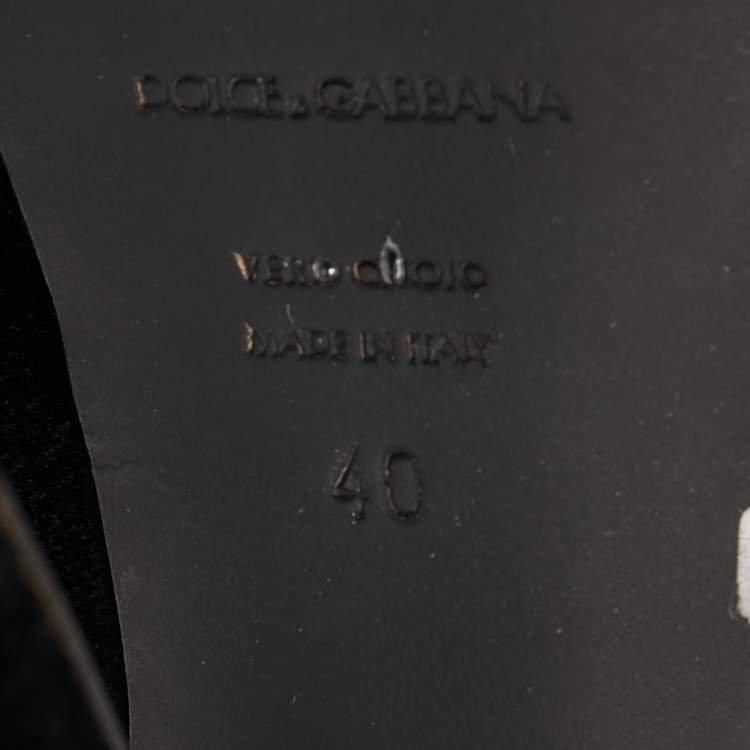 DOLCE & GABBANA
VERO CUOIO
MADE IN ITALY
40